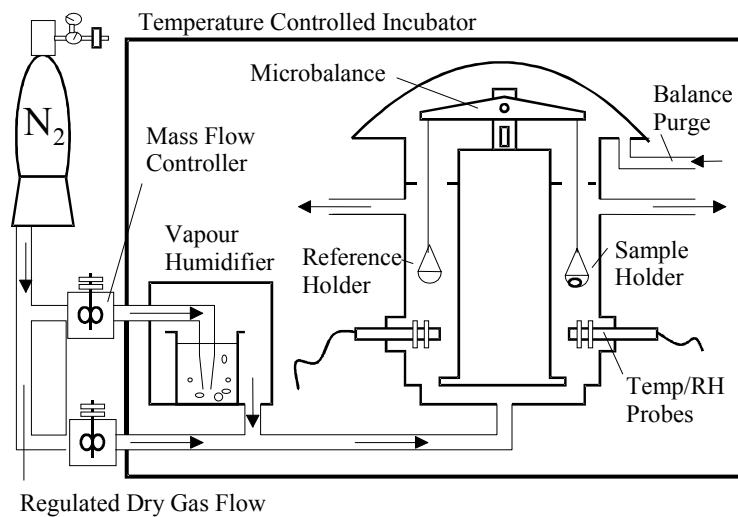 Temperature Controlled Incubator
Microbalance
Balance
Purge
N2
Mass Flow
Controller
Vapour
Humidifier
Reference
Holder
Sample
Holder
Temp/RH
Probes
Regulated Dry Gas Flow